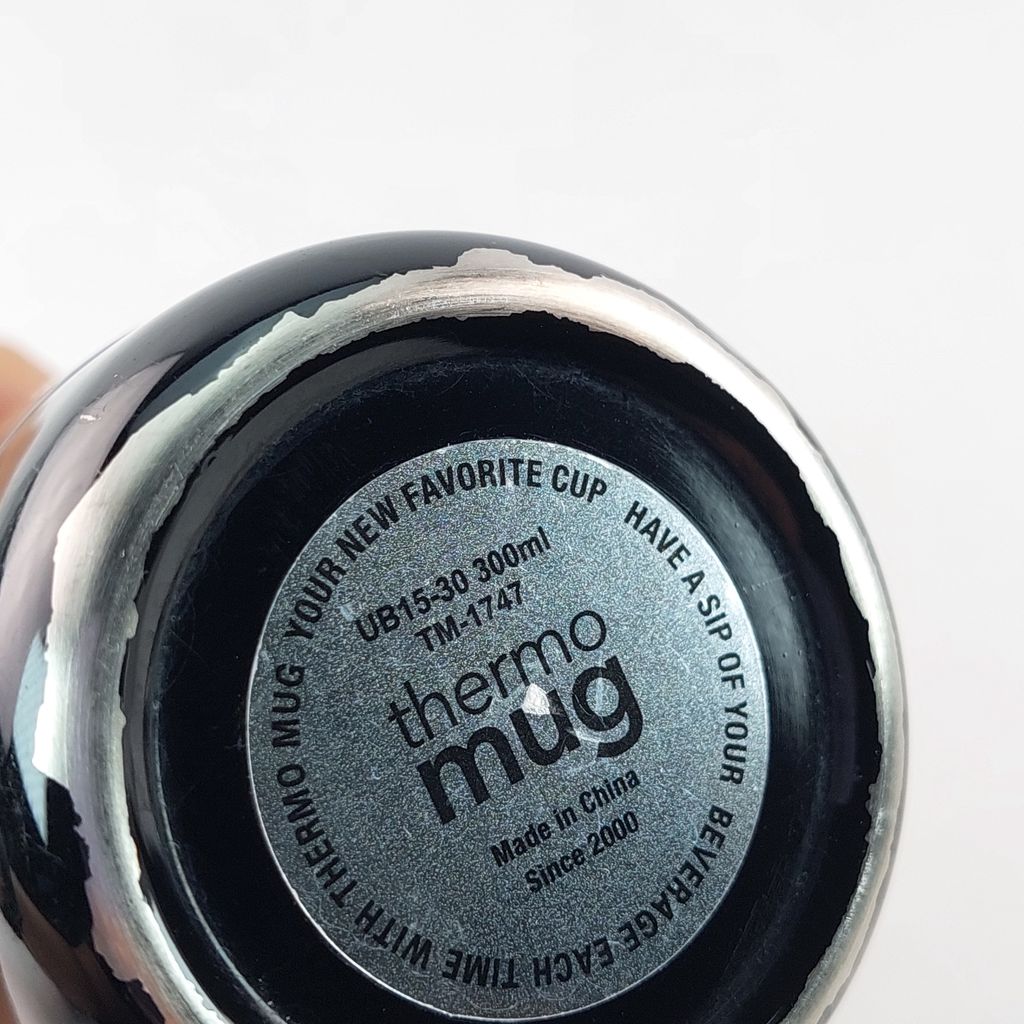 YOUR NEW FAVORITE CUP
HAVE A SIP OF YOUR BEVERAGE EACH TIME WITH THERMO MUG
UB15-30 300ml
TM-1747
thermo
mug
Made in China
Since 2000